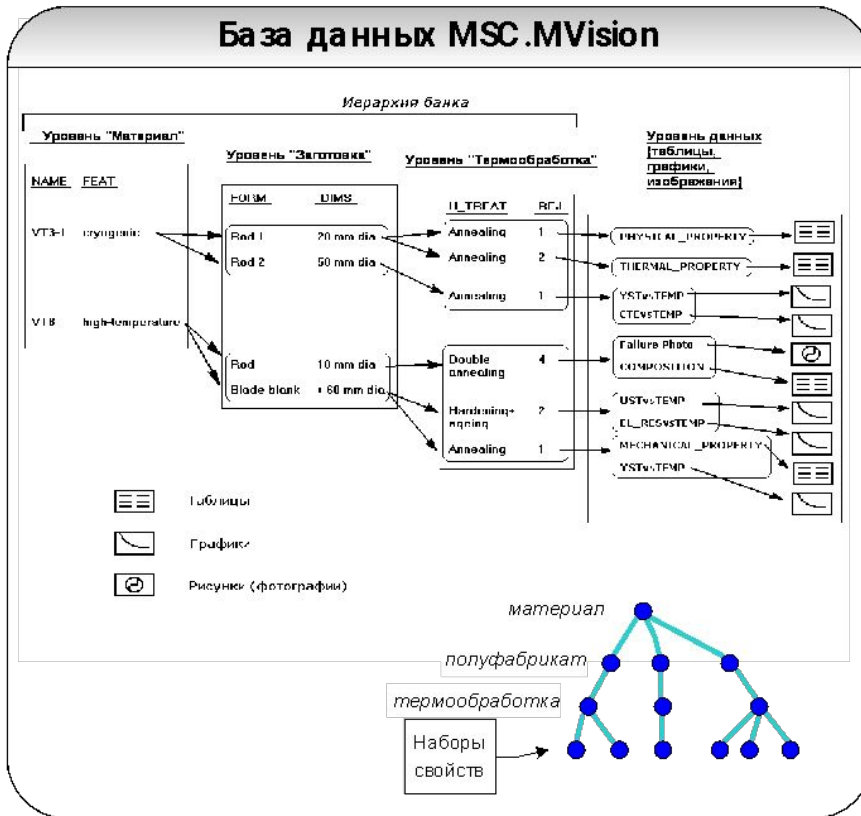 База данных MSC.MVision
Иерархия банка
Уровень "Материал"
Уровень "Заготовка"
Уровень "Термообработка"
Уровень данных
(таблицы,
графики,
изображения)
NAME FEAT
FORM DIMS
H_TREAT
VT3-1 cryogenic
Rod 1 20 mm dia
Rod 2 50 mm dia
Annealing 1
Annealing 2
Annealing 1
PHYSICAL_PROPERTY
THERMAL_PROPERTY
YSTvsTEMP
CTEvsTEMP
VT8 high-temperature
Rod 10 mm dia
Blade blank 60 mm dia
Double
annealing 4
Hardening+
ageing 2
Annealing 1
Failure Photo
COMPOSITION
USTvsTEMP
EL_RESvsTEMP
MECHANICAL_PROPERTY
YSTvsTEMP
Таблицы
Графики
Рисунки (фотографии)
материал
полуфабрикат
термообработка
Наборы
свойств